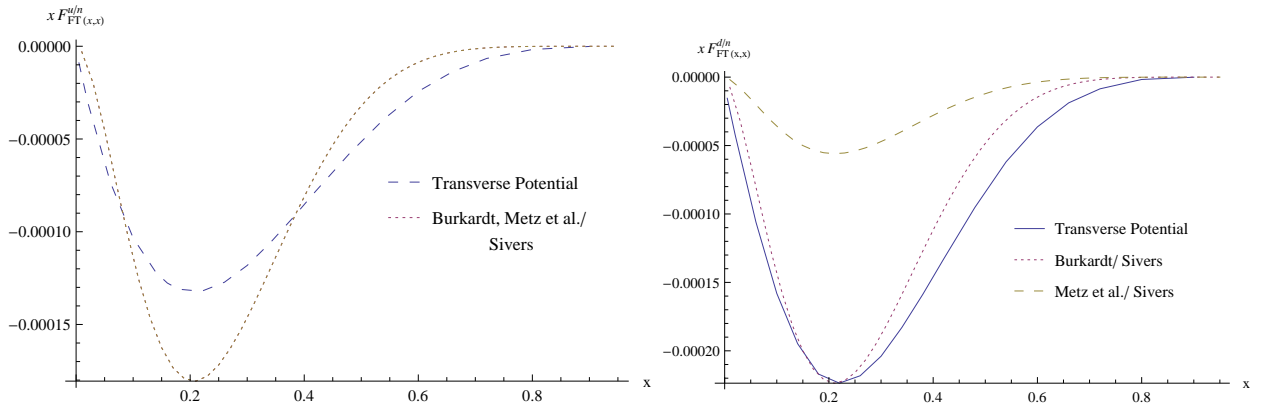 x F^{u/n}_{FT (x,x)}
0.00000
−0.00005
−0.00010
−0.00015
0.2
0.4
0.6
0.8
x
Transverse Potential
Burkardt, Metz et al./
Sivers
x F^{d/n}_{FT (x,x)}
0.00000
−0.00005
−0.00010
−0.00015
−0.00020
0.2
0.4
0.6
0.8
x
Transverse Potential
Burkardt/ Sivers
Metz et al./ Sivers